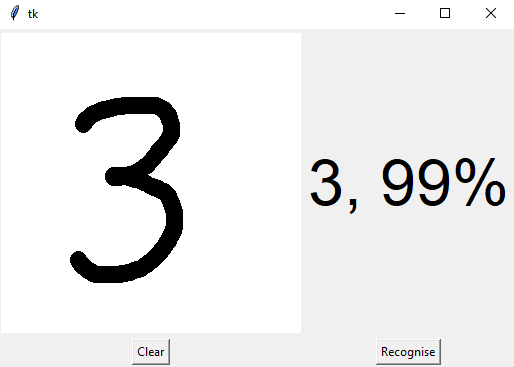 tk
3
3, 99%
Clear
Recognise